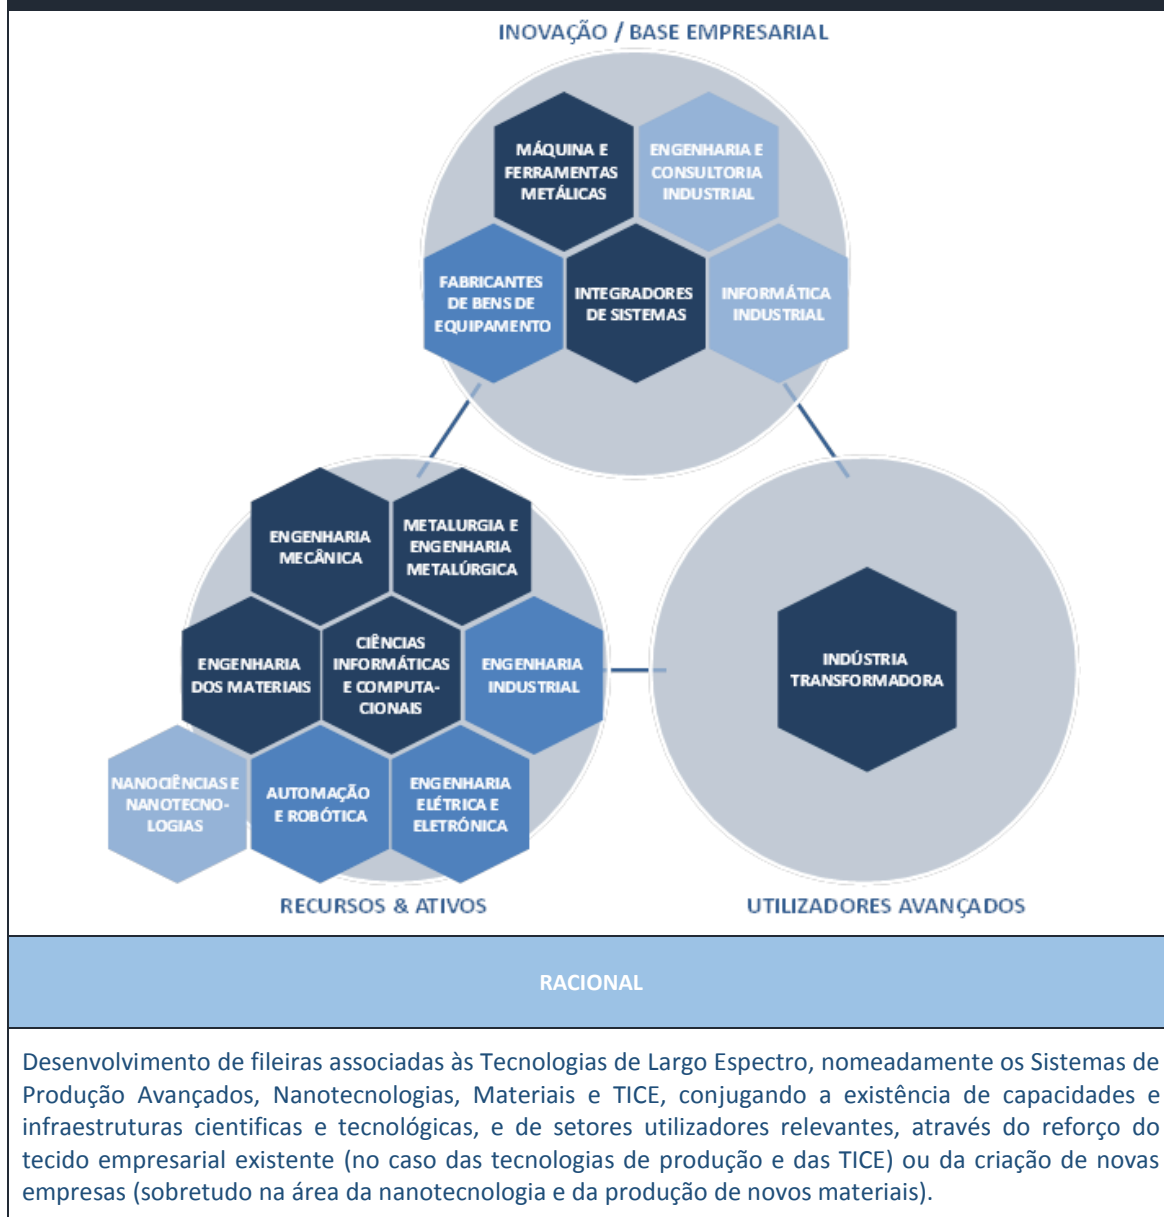 INOVAÇÃO / BASE EMPRESARIAL
MÁQUINA E
FERRAMENTAS
METÁLICAS
ENGENHARIA E
CONSULTORIA
INDUSTRIAL
FABRICANTES
DE BENS DE
EQUIPAMENTO
INTEGRADORES
DE SISTEMAS
INFORMÁTICA
INDUSTRIAL
ENGENHARIA
MECÂNICA
METALURGIA E
ENGENHARIA
METALÚRGICA
ENGENHARIA
DOS MATERIAIS
CIÊNCIAS
INFORMÁTICAS
E COMPUTA-
CIONAIS
ENGENHARIA
INDUSTRIAL
NANOCIÊNCIAS E
NANOTECNO-
LOGIAS
AUTOMAÇÃO
E ROBÓTICA
ENGENHARIA
ELÉTRICA E
ELETRÓNICA
INDÚSTRIA
TRANSFORMADORA
RECURSOS & ATIVOS
UTILIZADORES AVANÇADOS
RACIONAL
Desenvolvimento de fileiras associadas às Tecnologias de Largo Espectro, nomeadamente os Sistemas de
Produção Avançados, Nanotecnologias, Materiais e TICE, conjugando a existência de capacidades e
infraestruturas cientificas e tecnológicas, e de setores utilizadores relevantes, através do reforço do
tecido empresarial existente (no caso das tecnologias de produção e das TICE) ou da criação de novas
empresas (sobretudo na área da nanotecnologia e da produção de novos materiais).